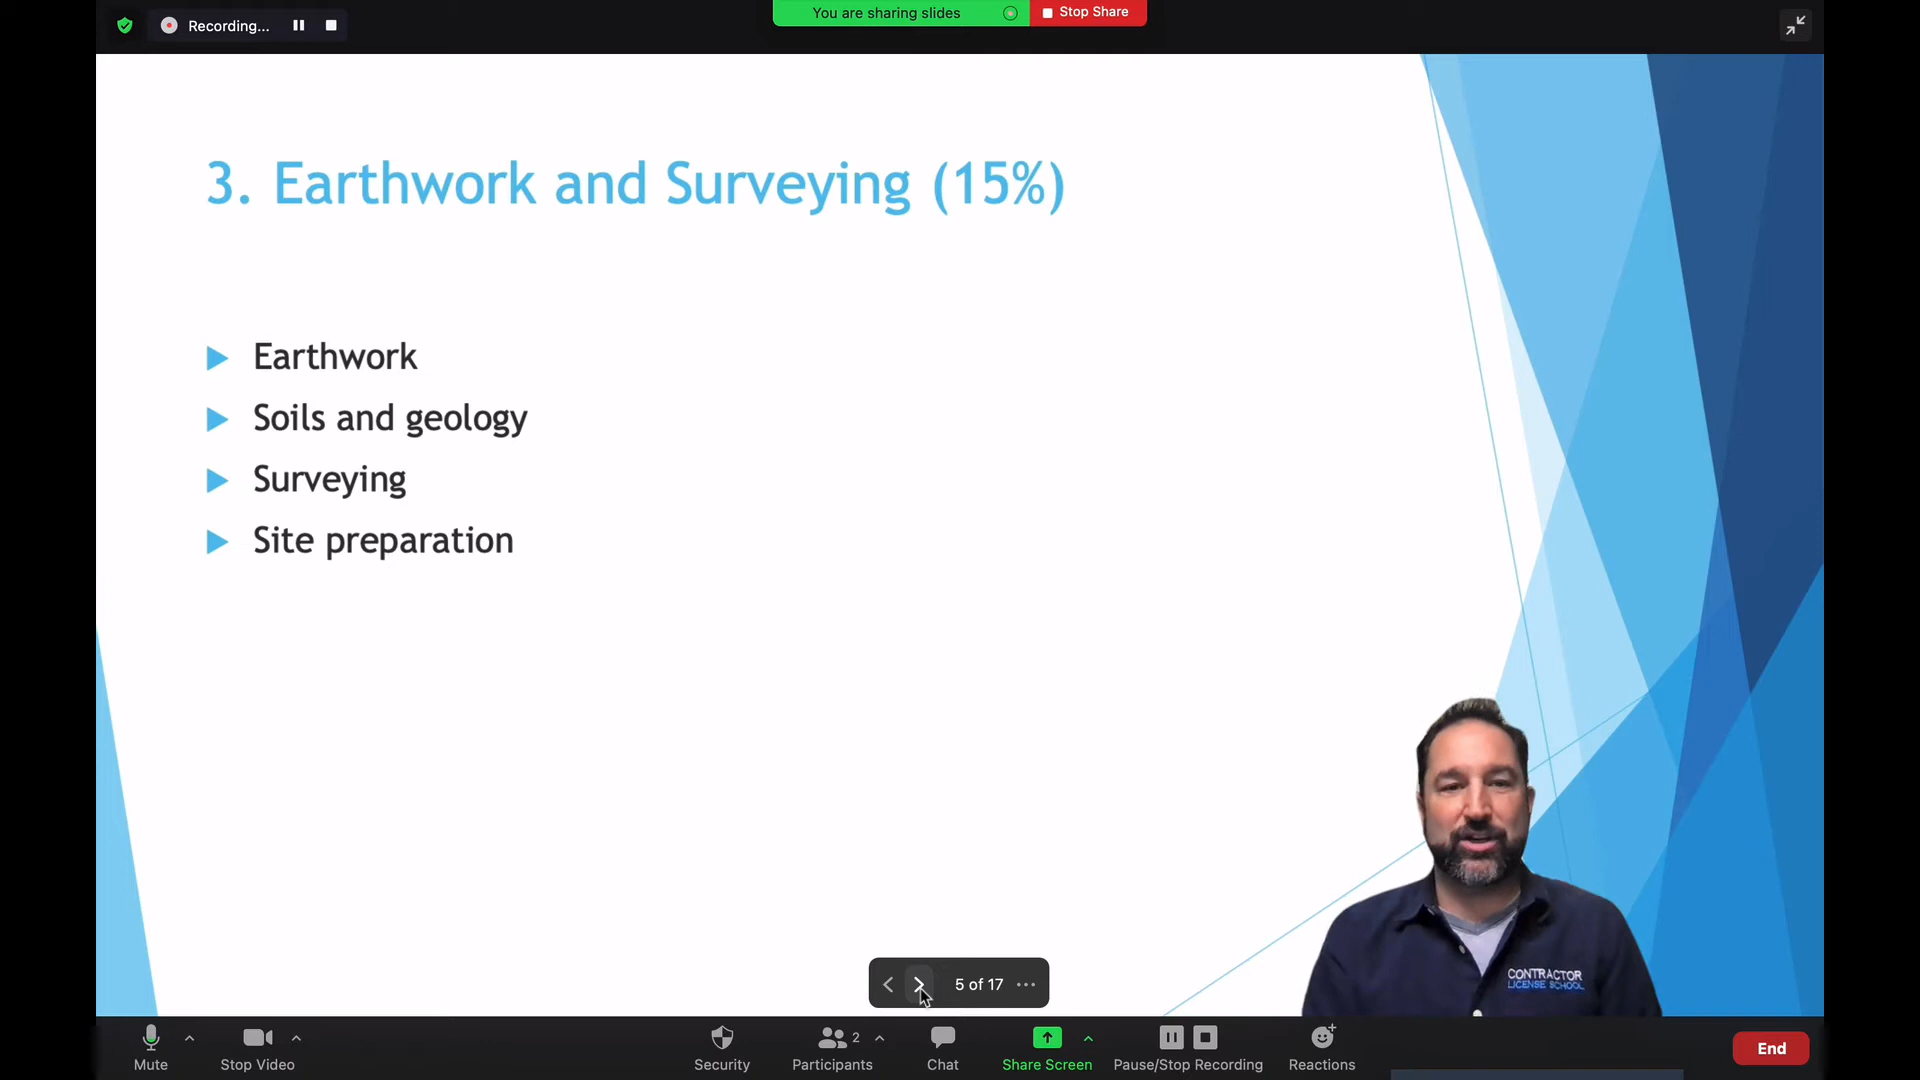 Recording...
You are sharing slides
Stop Share
3. Earthwork and Surveying (15%)
Earthwork
Soils and geology
Surveying
Site preparation
CONTRACTOR
LICENSE SCHOOL
5 of 17
2
Mute
Stop Video
Security
Participants
Chat
Share Screen
Pause/Stop Recording
Reactions
End